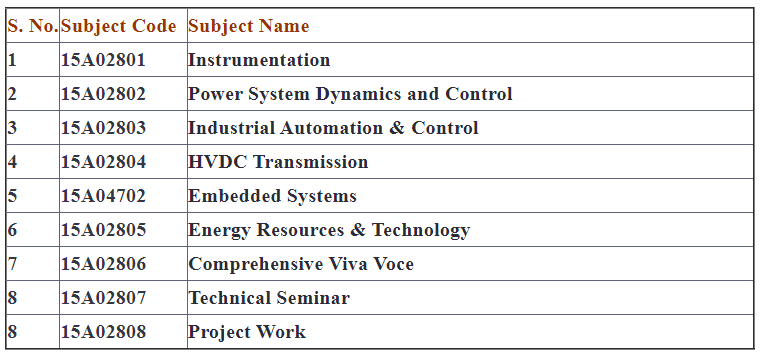 S. No. Subject Code Subject Name
1 15A02801 Instrumentation
2 15A02802 Power System Dynamics and Control
3 15A02803 Industrial Automation & Control
4 15A02804 HVDC Transmission
5 15A04702 Embedded Systems
6 15A02805 Energy Resources & Technology
7 15A02806 Comprehensive Viva Voce
8 15A02807 Technical Seminar
8 15A02808 Project Work